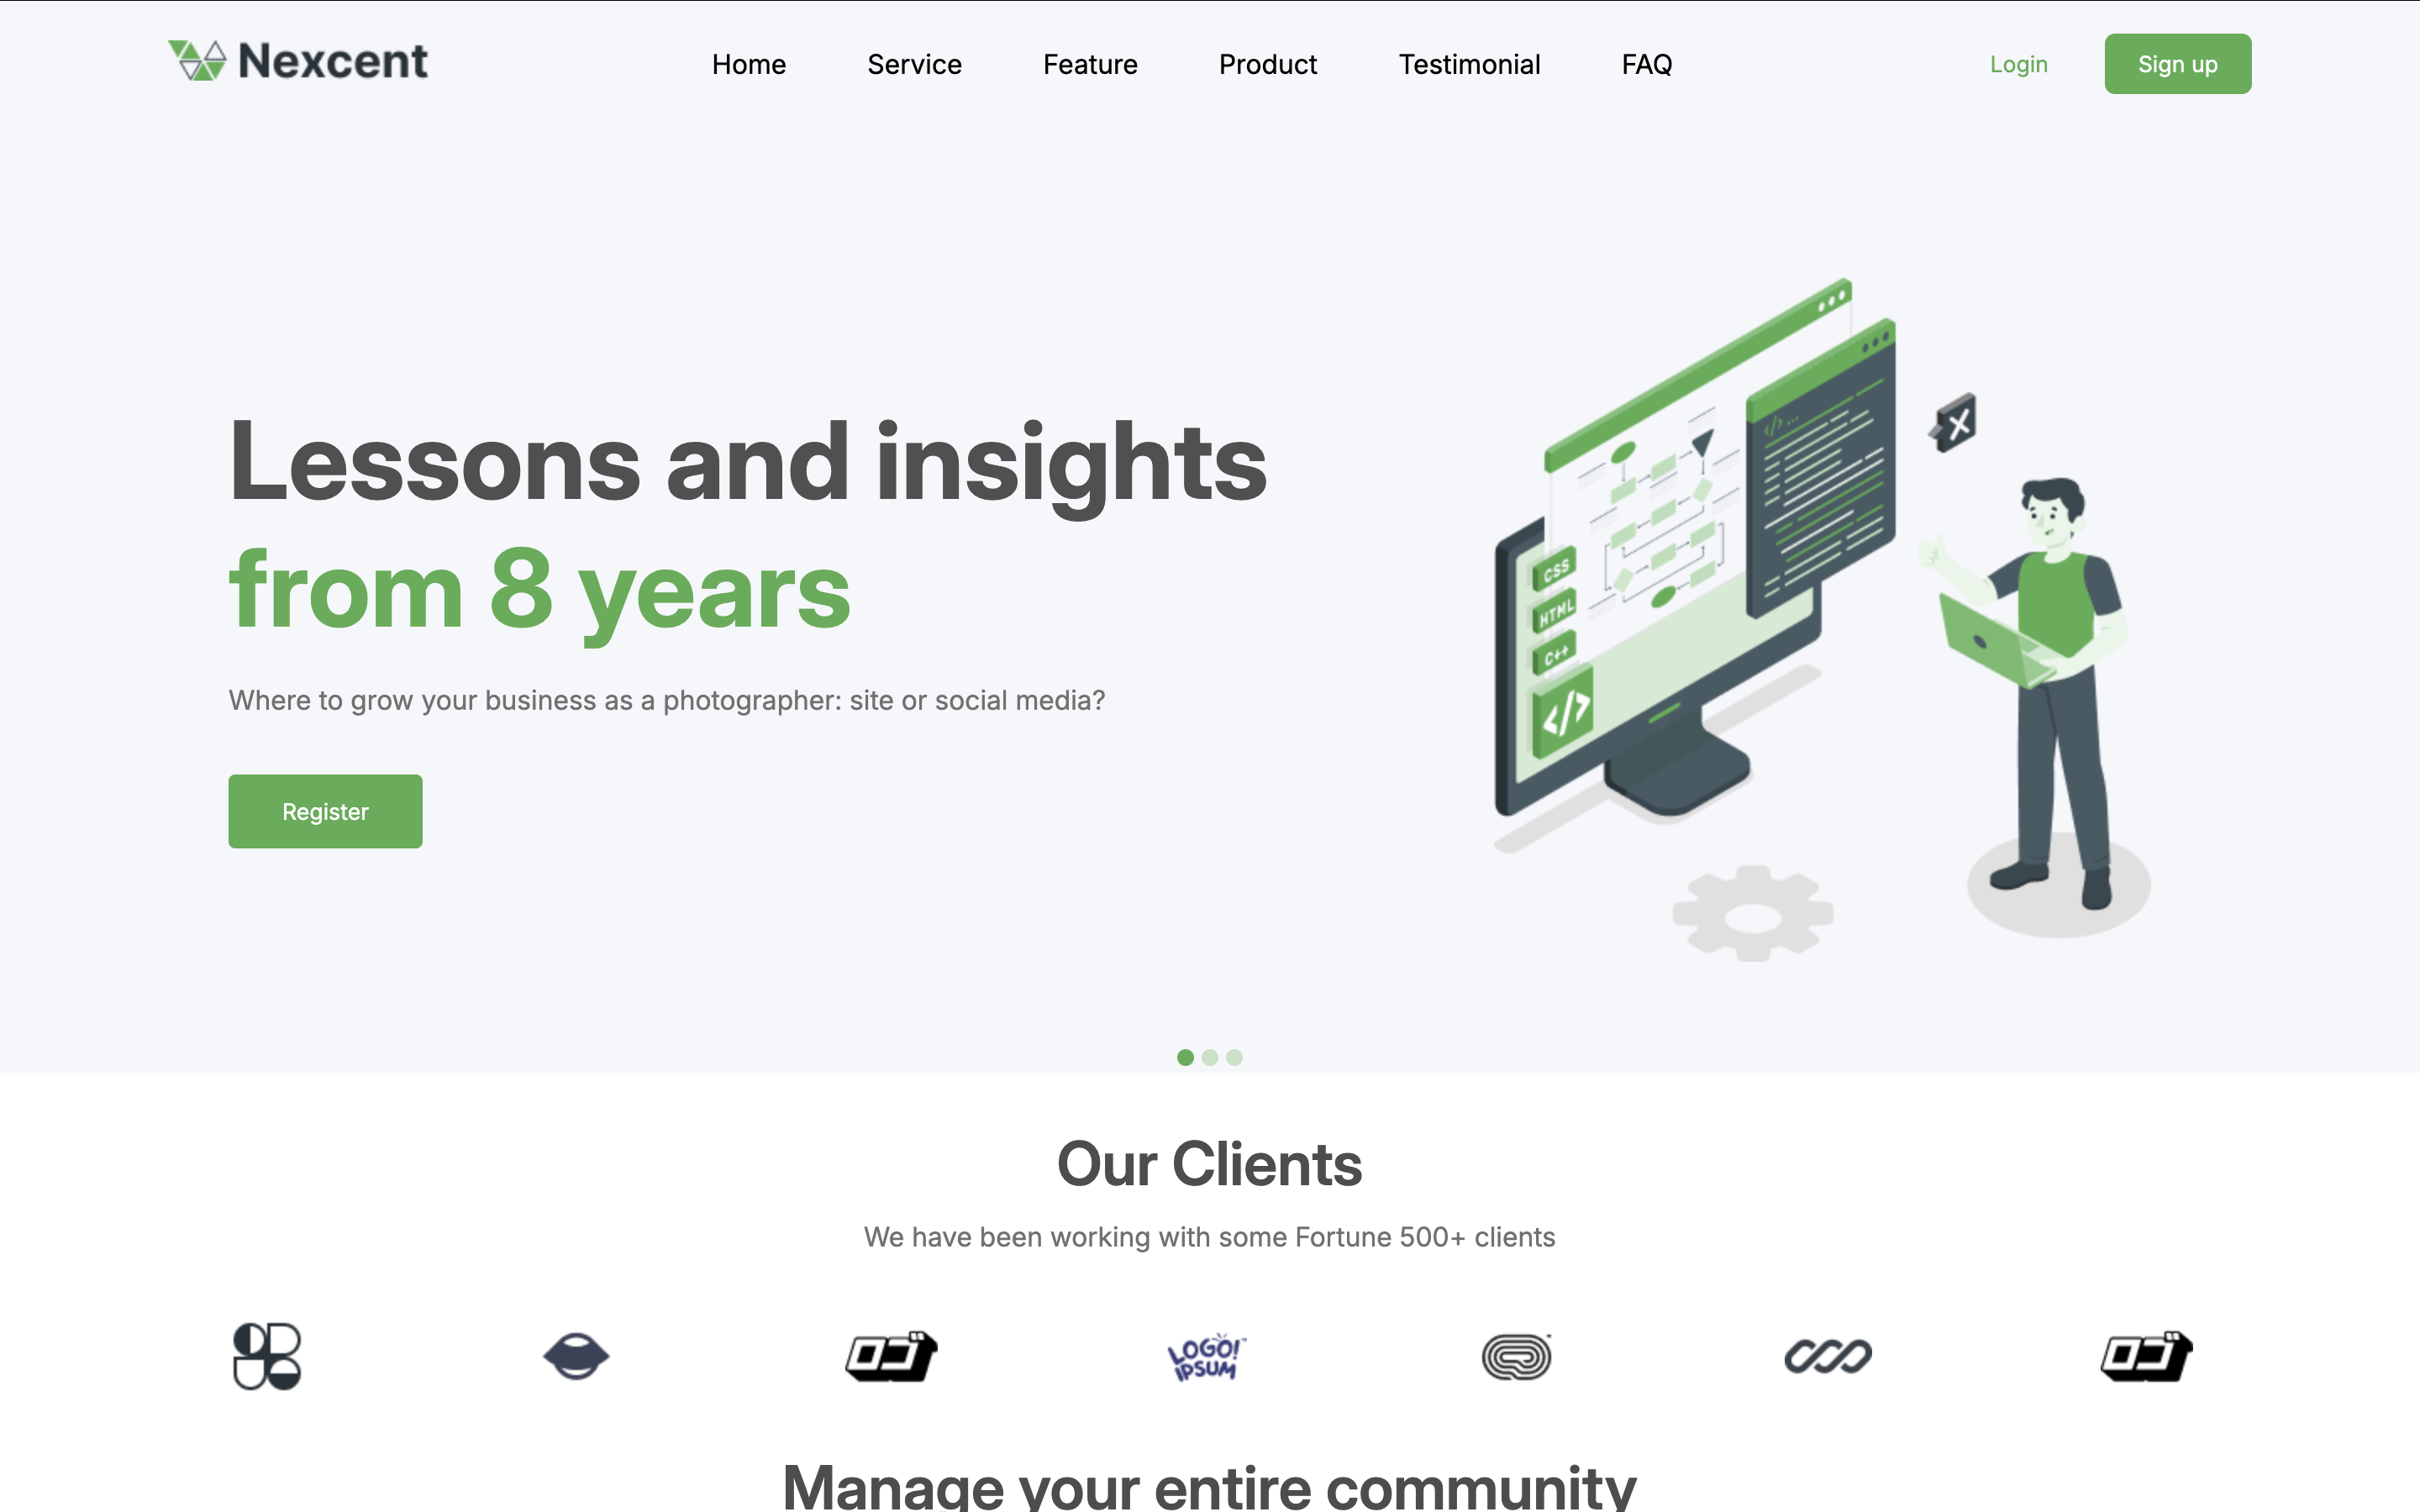 Nexcent
Home Service Feature Product Testimonial FAQ
Login Sign up
Lessons and insights
from 8 years
Where to grow your business as a photographer: site or social media?
Register
</> ...
CSS
HTML
C++
</>
Our Clients
We have been working with some Fortune 500+ clients
LOGO!
IPSUM
Manage your entire community